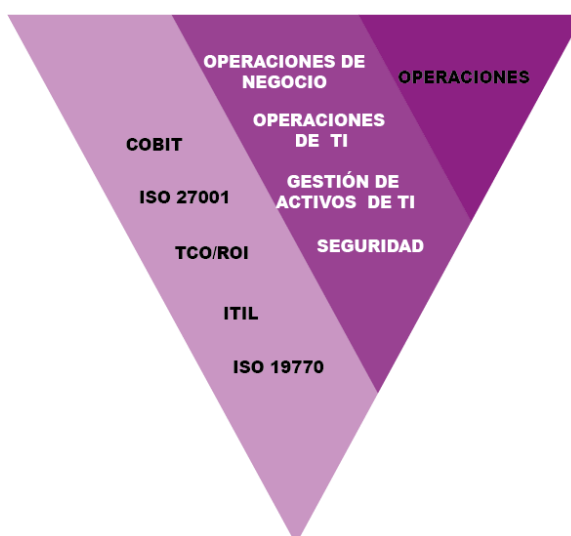 OPERACIONES DE
NEGOCIO
OPERACIONES
OPERACIONES
DE TI
COBIT
GESTIÓN DE
ACTIVOS DE TI
ISO 27001
SEGURIDAD
TCO/ROI
ITIL
ISO 19770